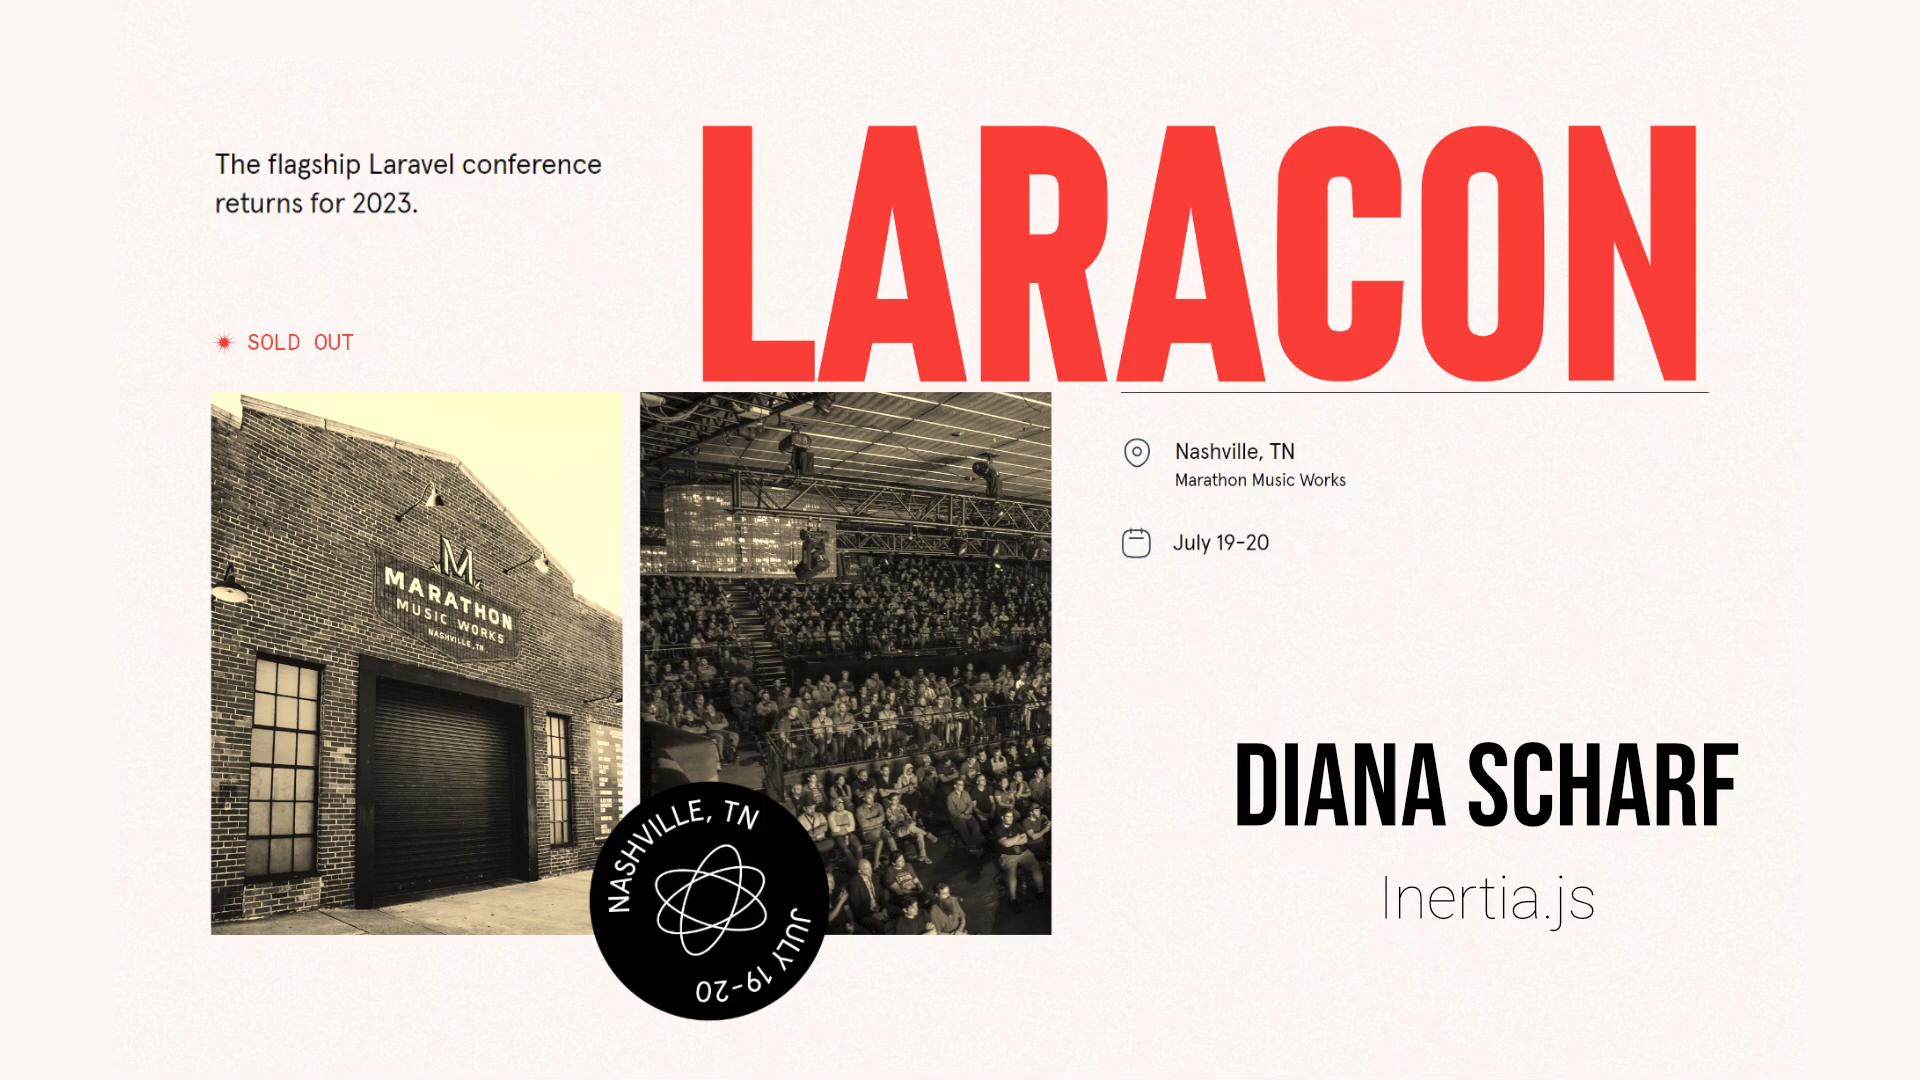 The flagship Laravel conference
returns for 2023.
LARACON
SOLD OUT
M
MARATHON
MUSIC WORKS
NASHVILLE, TN
Nashville, TN
Marathon Music Works
July 19-20
NASHVILLE, TN
JULY 19-20
DIANA SCHARF
Inertia.js